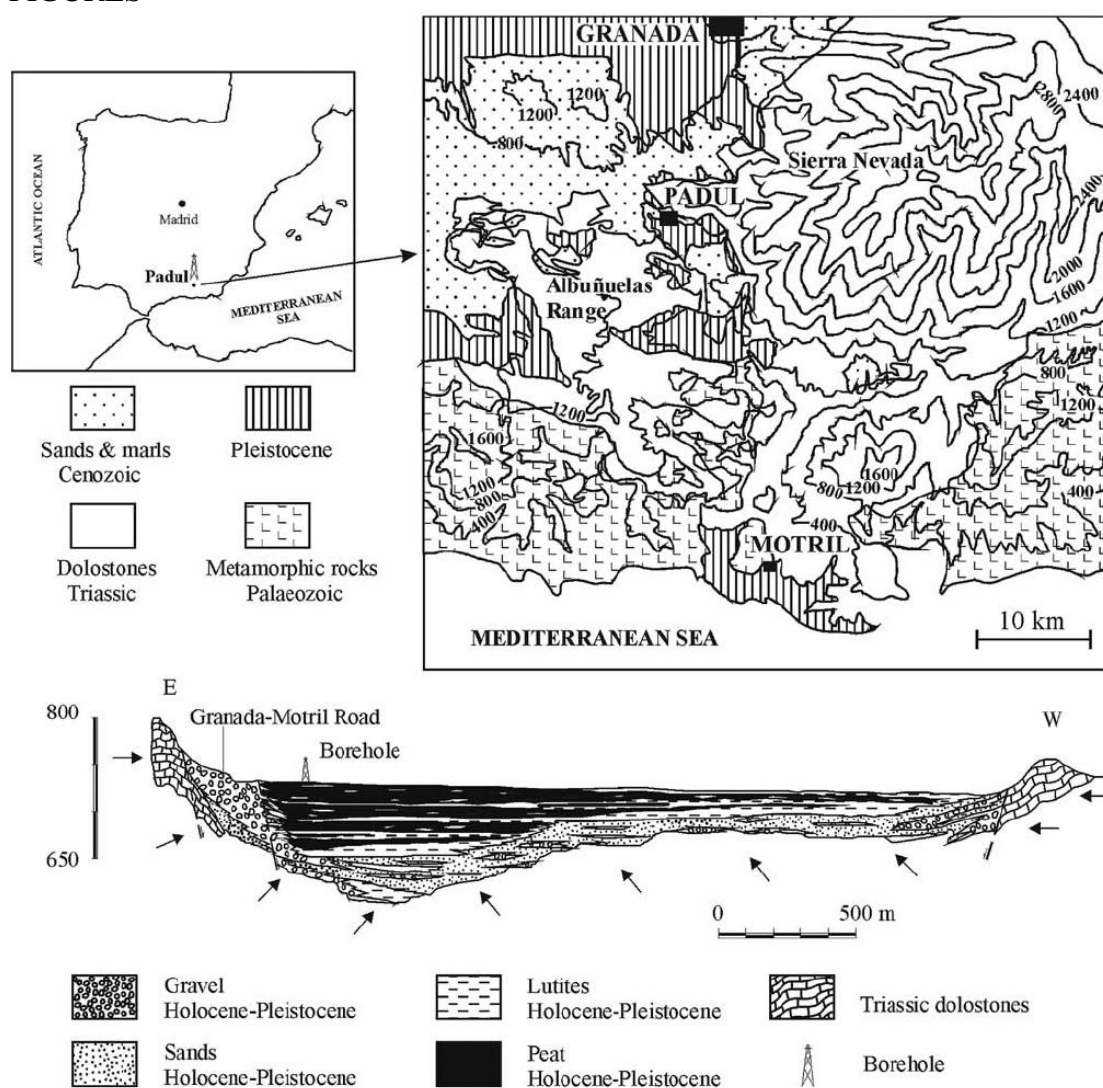 FIGURES
ATLANTIC OCEAN
Madrid
Padul
MEDITERRANEAN
SEA
Sands & marls
Cenozoic
Pleistocene
Dolostones
Triassic
Metamorphic rocks
Palaeozoic
GRANADA
1200
1200
800
2800
2400
Sierra Nevada
PADUL
2400
Albuñuelas
Range
2000
1600
1200
800
1200
400
1200
1600
1200
800
400
1600
1200
800
400
MOTRIL
MEDITERRANEAN SEA
10 km
E
W
800
Granada-Motril Road
Borehole
650
0
500 m
Gravel
Holocene-Pleistocene
Lutites
Holocene-Pleistocene
Triassic dolostones
Sands
Holocene-Pleistocene
Peat
Holocene-Pleistocene
Borehole